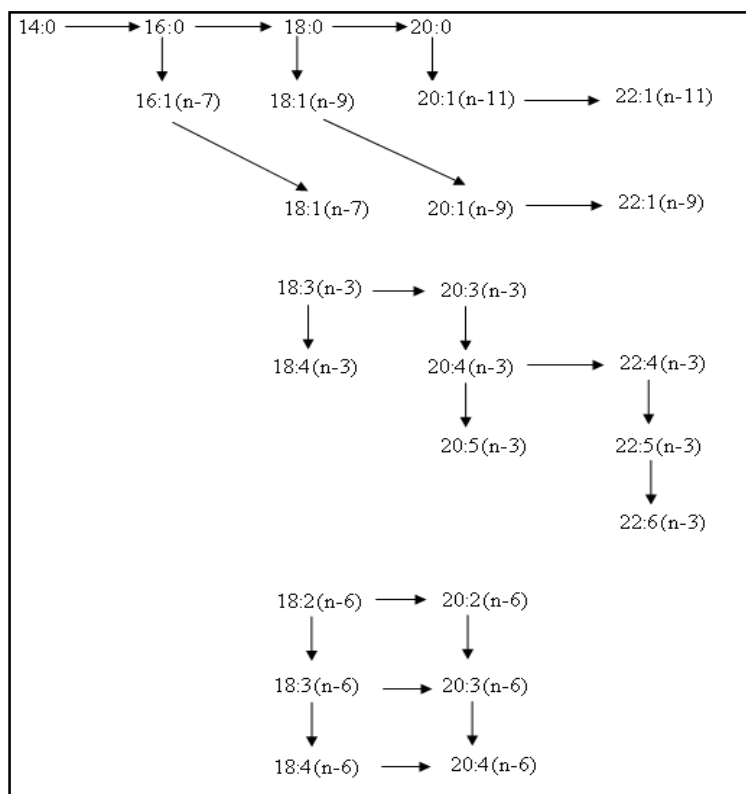 14:0 16:0 18:0 20:0
16:1(n-7) 18:1(n-9) 20:1(n-11) 22:1(n-11)
18:1(n-7) 20:1(n-9) 22:1(n-9)
18:3(n-3) 20:3(n-3)
18:4(n-3) 20:4(n-3) 22:4(n-3)
20:5(n-3) 22:5(n-3)
22:6(n-3)
18:2(n-6) 20:2(n-6)
18:3(n-6) 20:3(n-6)
18:4(n-6) 20:4(n-6)